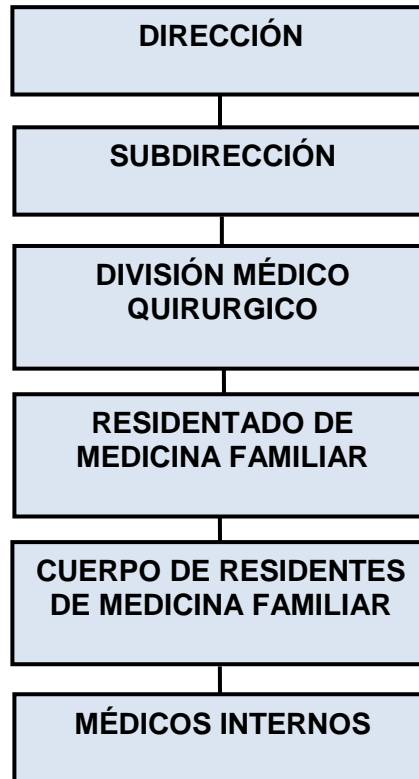 DIRECCIÓN
SUBDIRECCIÓN
DIVISIÓN MÉDICO
QUIRURGICO
RESIDENTADO DE
MEDICINA FAMILIAR
CUERPO DE RESIDENTES
DE MEDICINA FAMILIAR
MÉDICOS INTERNOS